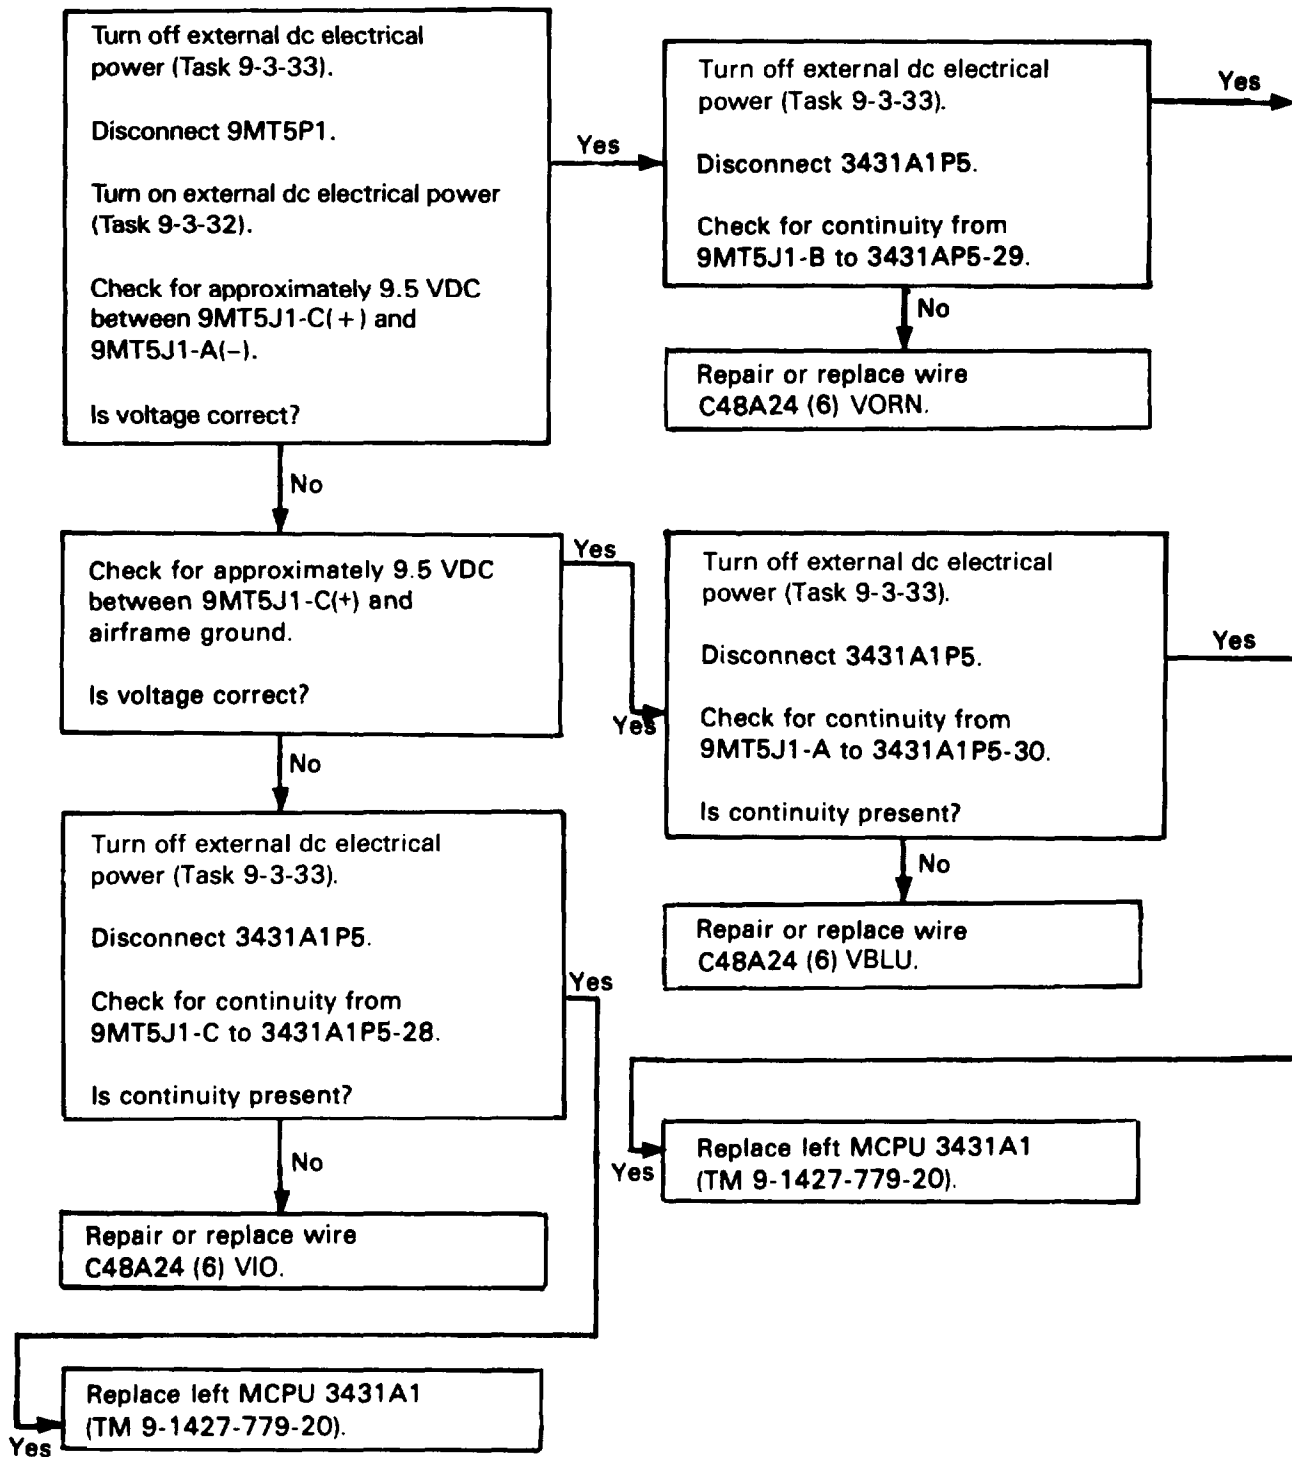 Turn off external dc electrical
power (Task 9-3-33).
Disconnect 9MT5P1.
Turn on external dc electrical power
(Task 9-3-32).
Check for approximately 9.5 VDC
between 9MT5J1-C(+) and
9MT5J1-A(-).
Is voltage correct?
Yes
Turn off external dc electrical
power (Task 9-3-33).
Disconnect 3431A1P5.
Check for continuity from
9MT5J1-B to 3431AP5-29.
Yes
No
Repair or replace wire
C48A24 (6) VORN.
No
Check for approximately 9.5 VDC
between 9MT5J1-C(+) and
airframe ground.
Is voltage correct?
Yes
Yes
Turn off external dc electrical
power (Task 9-3-33).
Disconnect 3431A1P5.
Check for continuity from
9MT5J1-A to 3431A1P5-30.
Is continuity present?
Yes
No
Repair or replace wire
C48A24 (6) VBLU.
No
Turn off external dc electrical
power (Task 9-3-33).
Disconnect 3431A1P5.
Check for continuity from
9MT5J1-C to 3431A1P5-28.
Is continuity present?
Yes
No
Repair or replace wire
C48A24 (6) VIO.
Yes
Replace left MCPU 3431A1
(TM 9-1427-779-20).
Yes
Replace left MCPU 3431A1
(TM 9-1427-779-20).